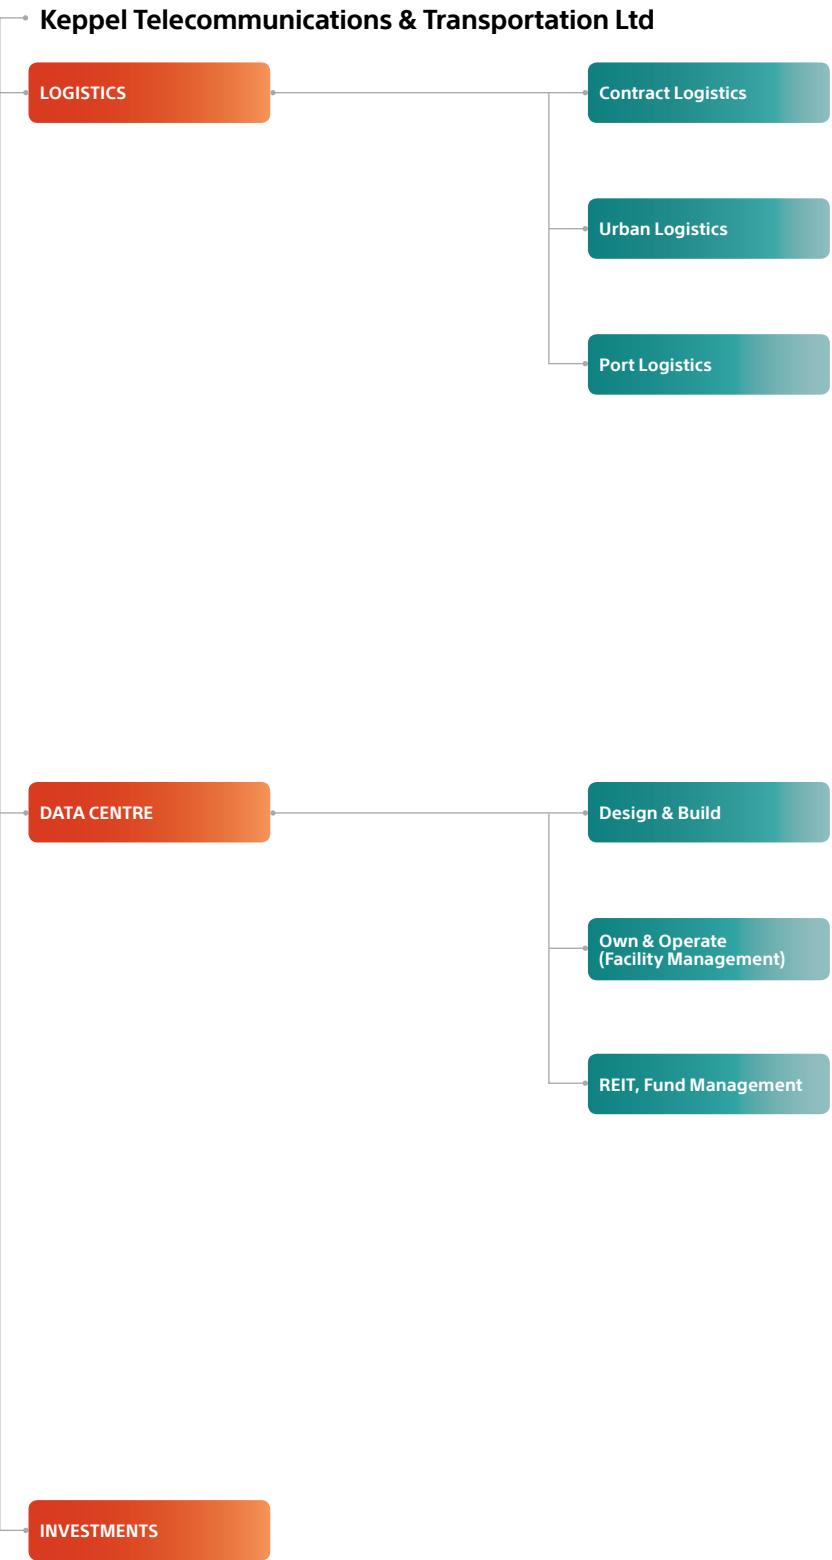 Keppel Telecommunications & Transportation Ltd
LOGISTICS
Contract Logistics
Urban Logistics
Port Logistics
DATA CENTRE
Design & Build
Own & Operate
(Facility Management)
REIT, Fund Management
INVESTMENTS